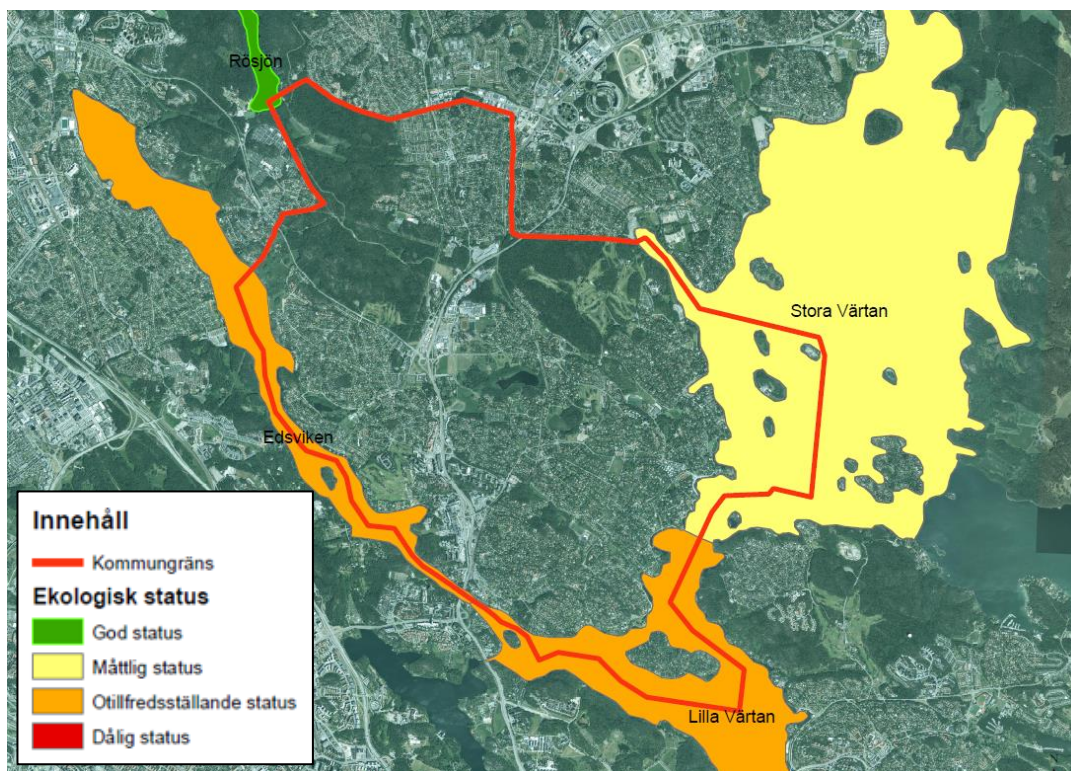 Rösjön
Stora Värtan
Edsviken
Lilla Värtan
Innehåll
Kommungräns
Ekologisk status
God status
Måttlig status
Otillfredsställande status
Dålig status